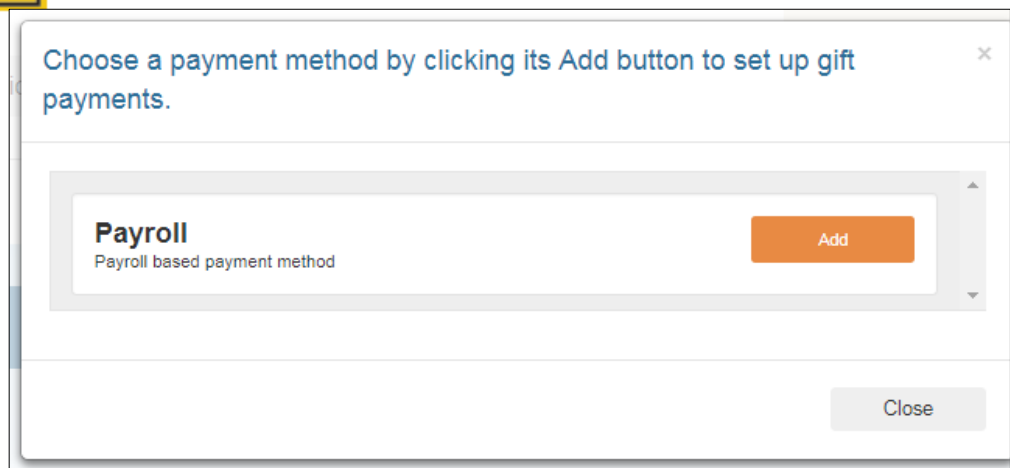 Choose a payment method by clicking its Add button to set up gift
payments.
×
Payroll
Payroll based payment method
Add
Close